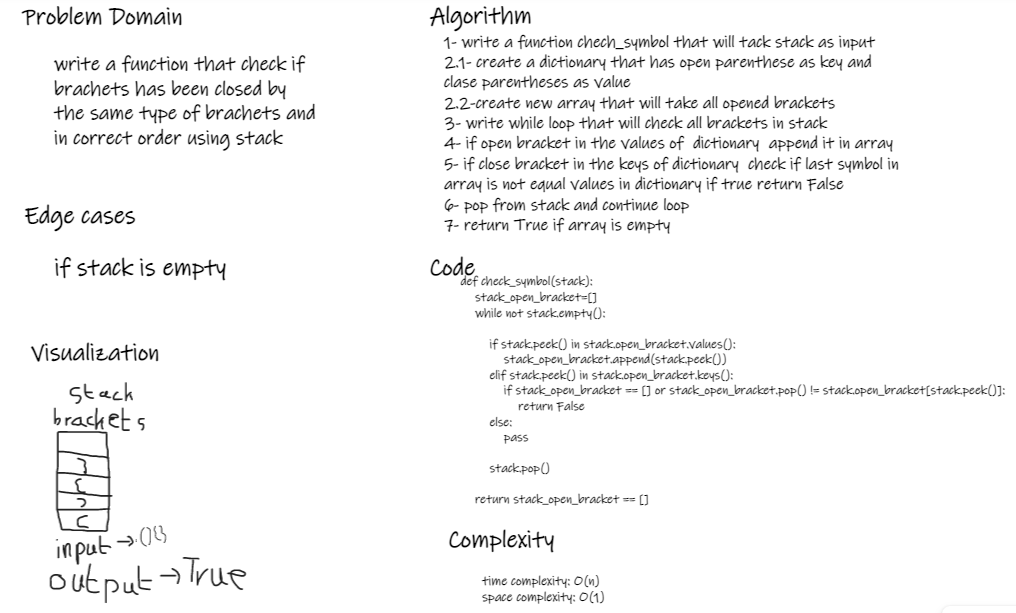 Problem Domain
write a function that check if
brachets has been closed by
the same type of brachets and
in correct order using stack
Edge cases
if stack is empty
Visualization
stack
brackets
}
{
)
(
input → (){}
output → True
Algorithm
1- write a function chech_symbol that will tack stack as input
2.1- create a dictionary that has open parenthese as key and
clase parentheses as value
2.2-create new array that will take all opened brackets
3- write while loop that will check all brackets in stack
4- if open bracket in the values of dictionary append it in array
5- if close bracket in the keys of dictionary check if last symbol in
array is not equal values in dictionary if true return False
6- pop from stack and continue loop
7- return True if array is empty
Code
def check_symbol(stack):
stack_open_bracket=[]
while not stack.empty():
if stack.peek() in stack.open_bracket.values():
stack_open_bracket.append(stack.peek())
elif stack.peek() in stack.open_bracket.keys():
if stack_open_bracket == [] or stack_open_bracket.pop() != stack.open_bracket[stack.peek()]:
return False
else:
pass
stack.pop()
return stack_open_bracket == []
Complexity
time complexity: O(n)
space complexity: O(1)